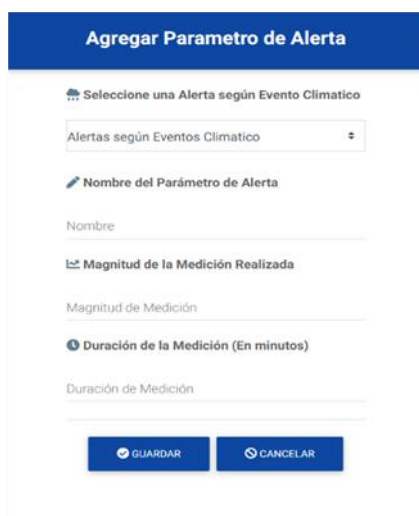 Agregar Parametro de Alerta
Seleccione una Alerta según Evento Climatico
Alertas según Eventos Climatico
Nombre del Parámetro de Alerta
Nombre
Magnitud de la Medición Realizada
Magnitud de Medición
Duración de la Medición (En minutos)
Duración de Medición
GUARDAR
CANCELAR